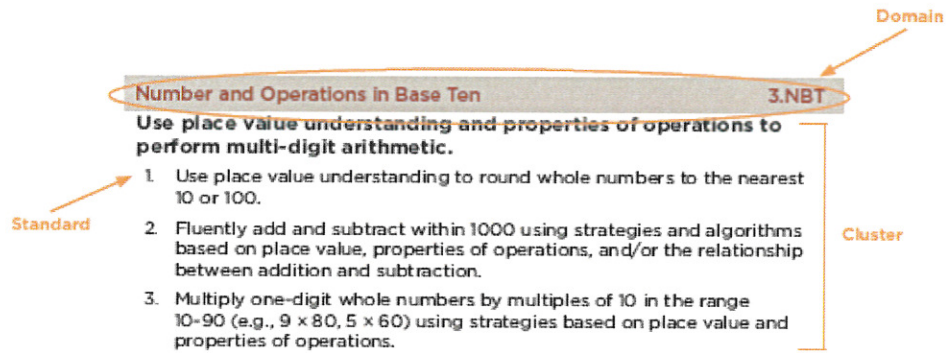 Domain
Number and Operations in Base Ten 3.NBT
Use place value understanding and properties of operations to
perform multi-digit arithmetic.
1. Use place value understanding to round whole numbers to the nearest
10 or 100.
Standard
2. Fluently add and subtract within 1000 using strategies and algorithms
based on place value, properties of operations, and/or the relationship
between addition and subtraction.
Cluster
3. Multiply one-digit whole numbers by multiples of 10 in the range
10-90 (e.g., 9 × 80, 5 × 60) using strategies based on place value and
properties of operations.